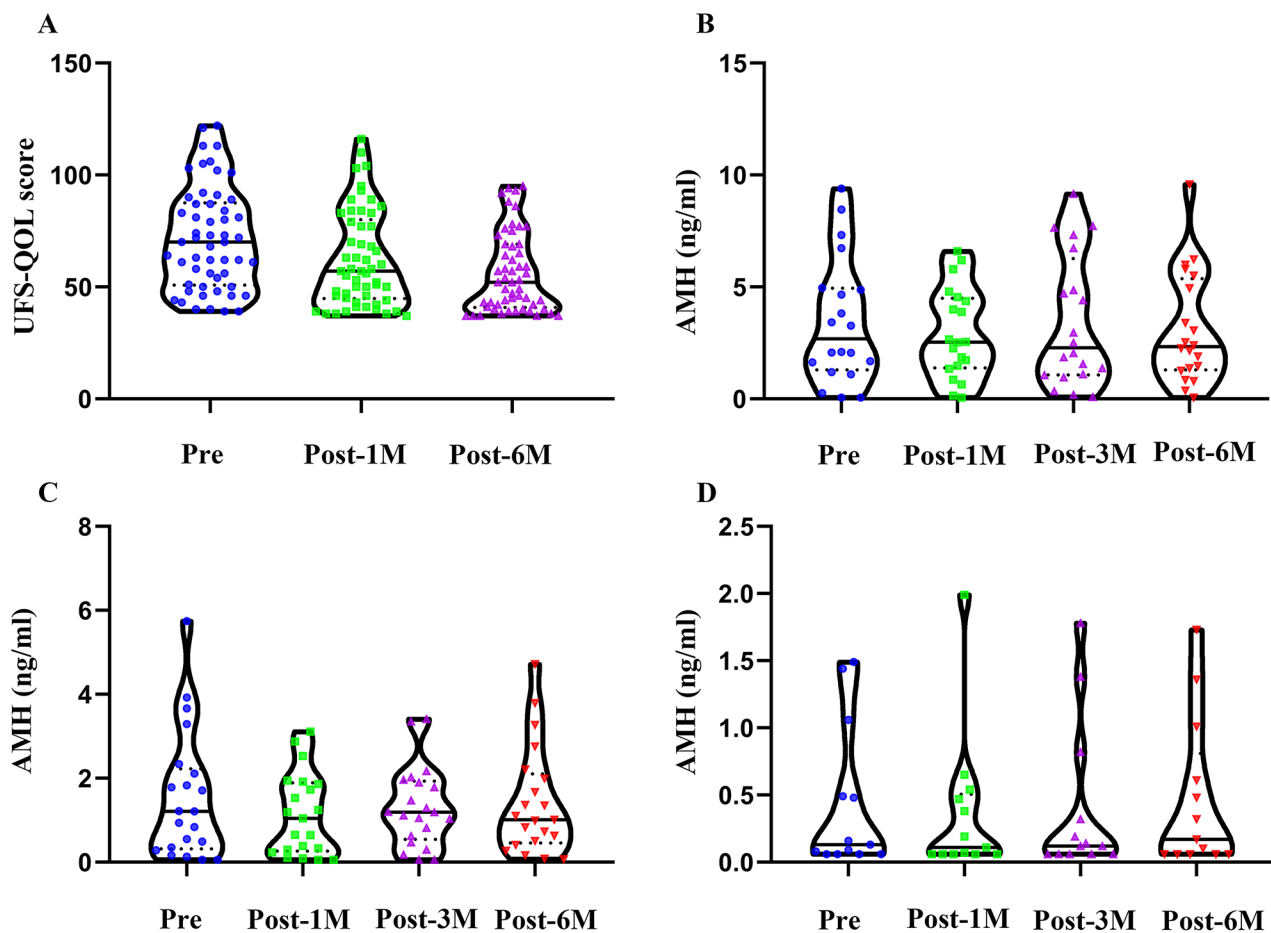 A
UFS-QOL score
150
100
50
0
Pre Post-1M Post-6M
B
AMH (ng/ml)
15
10
5
0
Pre Post-1M Post-3M Post-6M
C
AMH (ng/ml)
8
6
4
2
0
Pre Post-1M Post-3M Post-6M
D
AMH (ng/ml)
2.5
2.0
1.5
1.0
0.5
0.0
Pre Post-1M Post-3M Post-6M